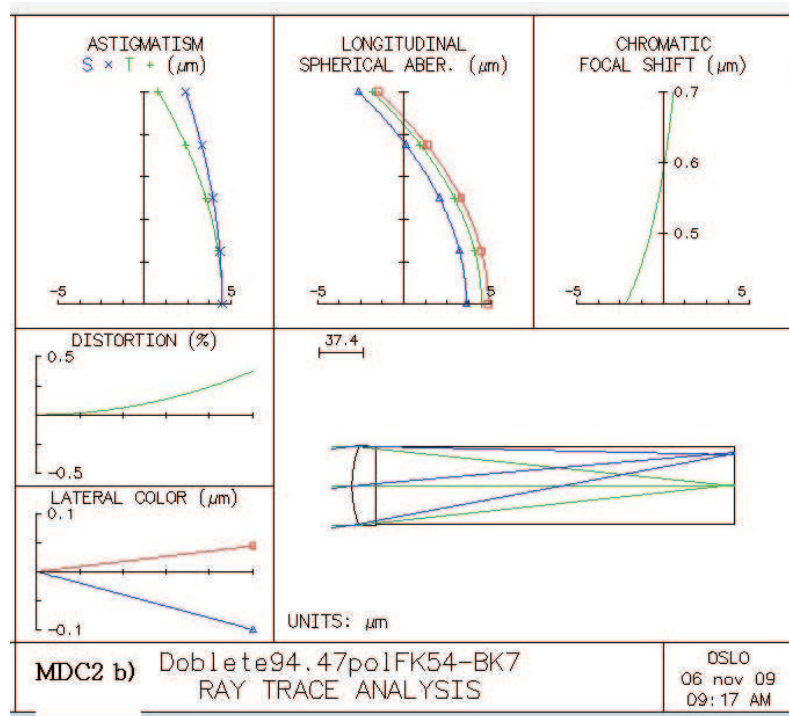 ASTIGMATISM
S × T + (µm)
-5
5
LONGITUDINAL
SPHERICAL ABER. (µm)
-5
5
CHROMATIC
FOCAL SHIFT (µm)
0.7
0.6
0.5
-5
5
DISTORTION (%)
0.5
-0.5
LATERAL COLOR (µm)
0.1
-0.1
37.4
UNITS: µm
MDC2 b)
Doblete94.47polFK54-BK7
RAY TRACE ANALYSIS
OSLO
06 nov 09
09:17 AM